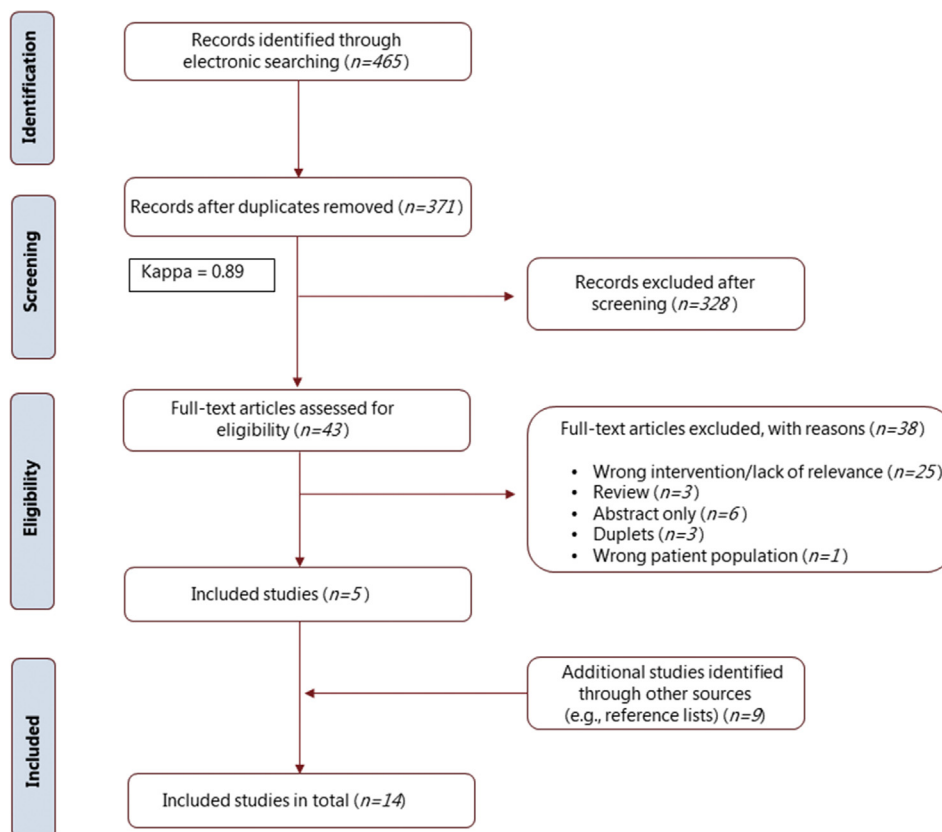 Identification
Records identified through
electronic searching (n=465)
Records after duplicates removed (n=371)
Screening
Kappa = 0.89
Records excluded after
screening (n=328)
Eligibility
Full-text articles assessed for
eligibility (n=43)
Full-text articles excluded, with reasons (n=38)
• Wrong intervention/lack of relevance (n=25)
• Review (n=3)
• Abstract only (n=6)
• Duplets (n=3)
• Wrong patient population (n=1)
Included studies (n=5)
Included
Additional studies identified
through other sources
(e.g., reference lists) (n=9)
Included studies in total (n=14)